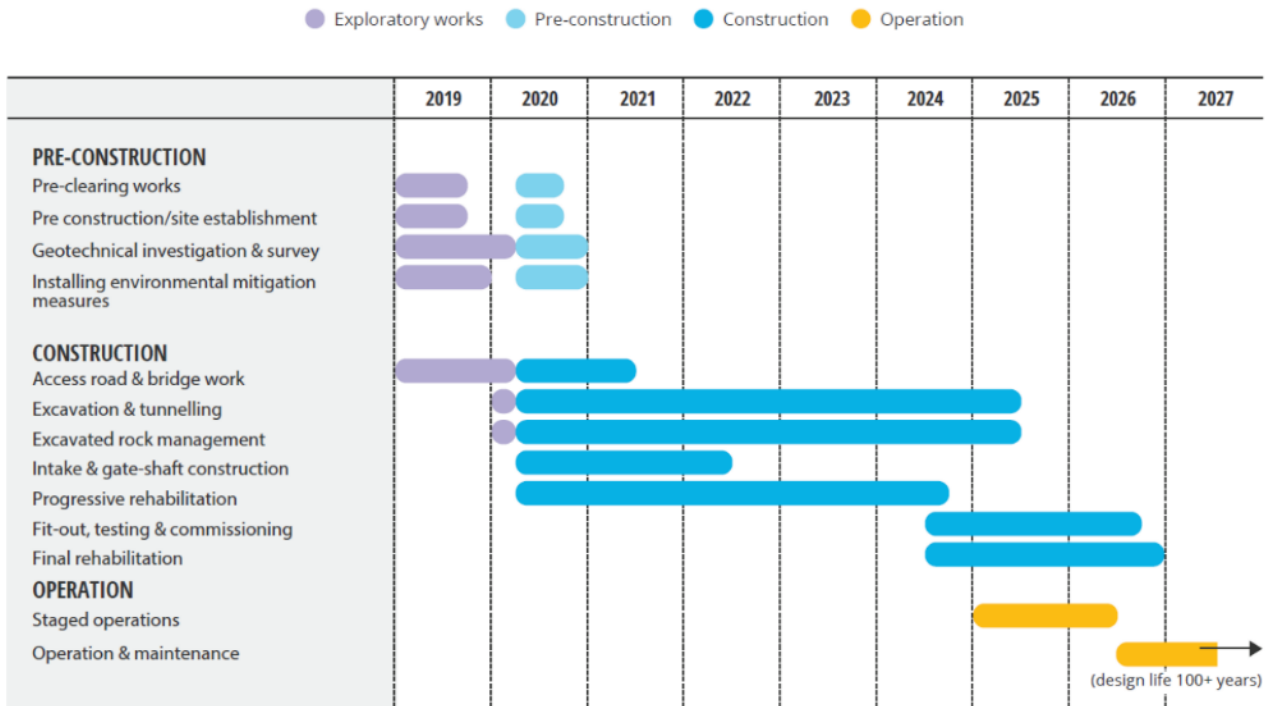 Exploratory works Pre-construction Construction Operation
2019 2020 2021 2022 2023 2024 2025 2026 2027
PRE-CONSTRUCTION
Pre-clearing works
Pre construction/site establishment
Geotechnical investigation & survey
Installing environmental mitigation
measures
CONSTRUCTION
Access road & bridge work
Excavation & tunnelling
Excavated rock management
Intake & gate-shaft construction
Progressive rehabilitation
Fit-out, testing & commissioning
Final rehabilitation
OPERATION
Staged operations
Operation & maintenance
(design life 100+ years)